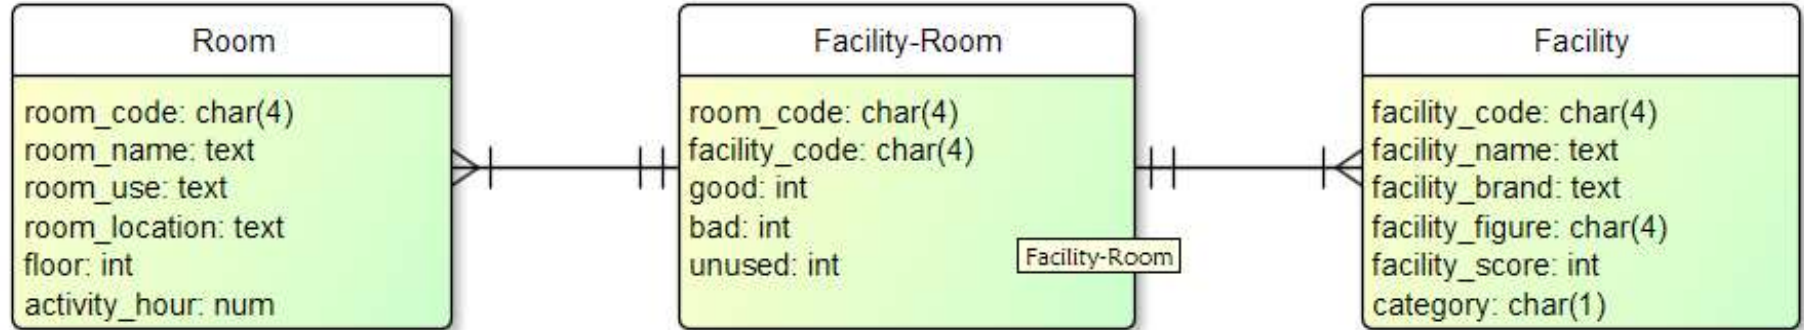 Room
room_code: char(4)
room_name: text
room_use: text
room_location: text
floor: int
activity_hour: num
Facility-Room
room_code: char(4)
facility_code: char(4)
good: int
bad: int
unused: int
Facility-Room
Facility
facility_code: char(4)
facility_name: text
facility_brand: text
facility_figure: char(4)
facility_score: int
category: char(1)